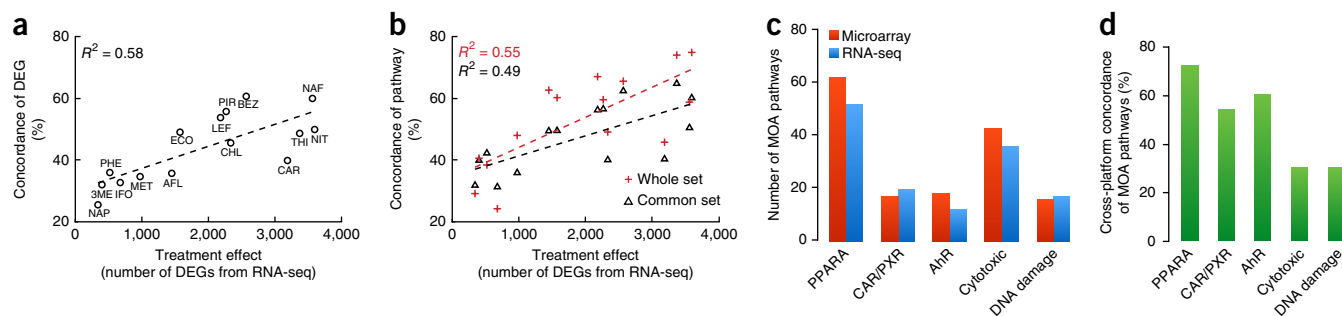 a
R² = 0.58
Concordance of DEG
(%)
80
60
40
20
NAP
3ME
PHE
IFO
MET
AFL
ECO
LEF
PIR
CHL
BEZ
CAR
THI
NAF
NIT
0
1,000
2,000
3,000
4,000
Treatment effect
(number of DEGs from RNA-seq)
b
R² = 0.55
R² = 0.49
Concordance of pathway
(%)
80
60
40
20
Whole set
Common set
0
1,000
2,000
3,000
4,000
Treatment effect
(number of DEGs from RNA-seq)
c
Microarray
RNA-seq
Number of MOA pathways
80
60
40
20
0
PPARA
CAR/PXR
AhR
Cytotoxic
DNA damage
d
Cross-platform concordance
of MOA pathways (%)
80
60
40
20
0
PPARA
CAR/PXR
AhR
Cytotoxic
DNA damage